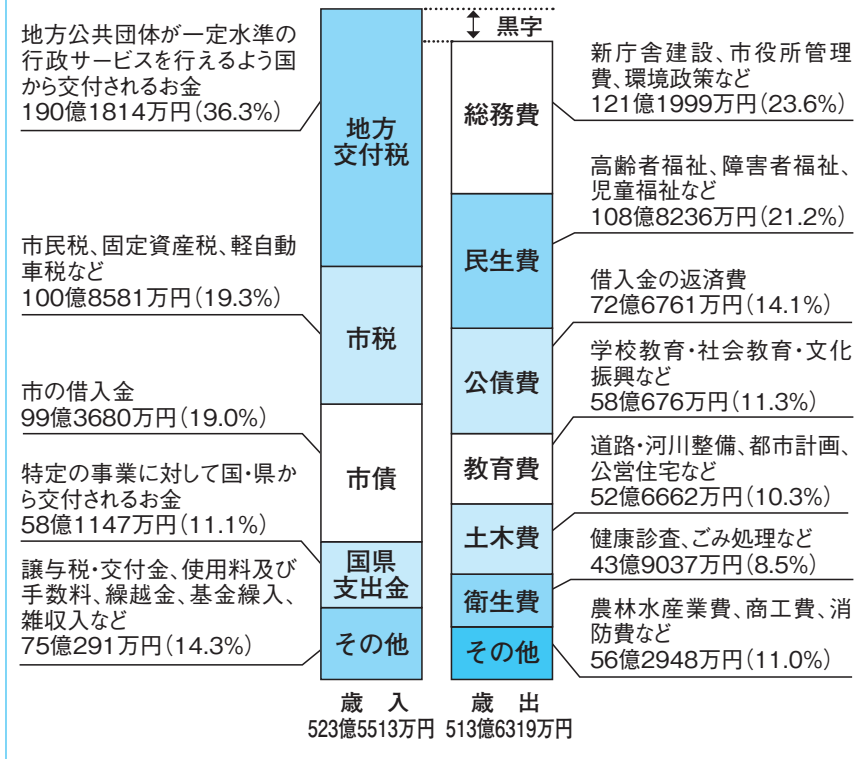 黒字
地方公共団体が一定水準の
行政サービスを行えるよう国
から交付されるお金
190億1814万円(36.3%)
市民税、固定資産税、軽自動
車税など
100億8581万円(19.3%)
市の借入金
99億3680万円(19.0%)
特定の事業に対して国・県か
ら交付されるお金
58億1147万円(11.1%)
譲与税・交付金、使用料及び
手数料、繰越金、基金繰入、
雑収入など
75億291万円(14.3%)
地方
交付税
市税
市債
国県
支出金
その他
歳 入
523億5513万円
総務費
民生費
公債費
教育費
土木費
衛生費
その他
歳 出
513億6319万円
新庁舎建設、市役所管理
費、環境政策など
121億1999万円(23.6%)
高齢者福祉、障害者福祉、
児童福祉など
108億8236万円(21.2%)
借入金の返済費
72億6761万円(14.1%)
学校教育・社会教育・文化
振興など
58億676万円(11.3%)
道路・河川整備、都市計画、
公営住宅など
52億6662万円(10.3%)
健康診査、ごみ処理など
43億9037万円(8.5%)
農林水産業費、商工費、消
防費など
56億2948万円(11.0%)